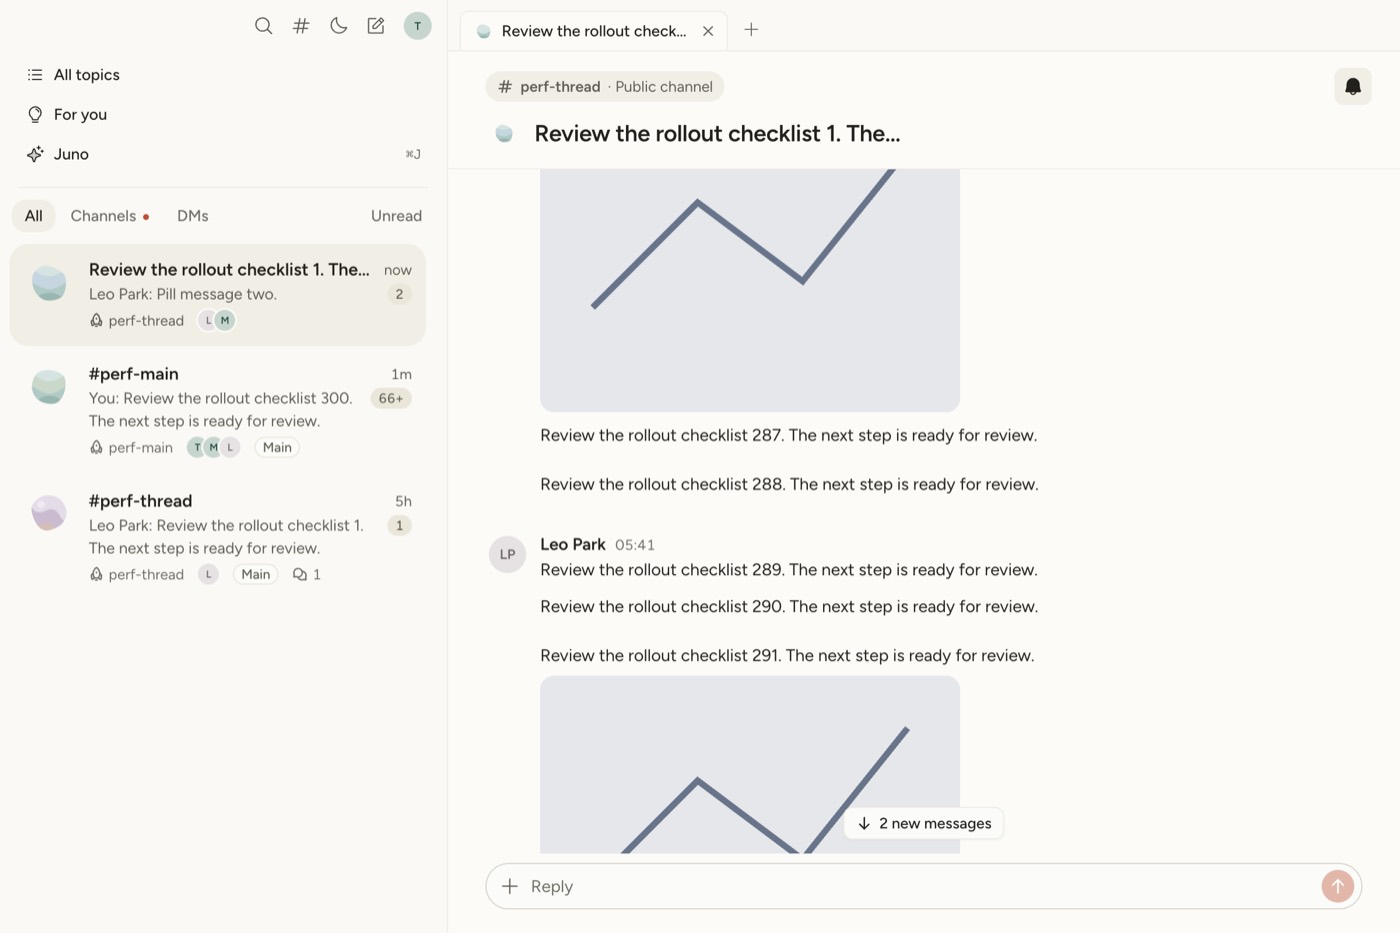 T
All topics
For you
Juno
⌘J
All
Channels
DMs
Unread
Review the rollout checklist 1. The...
now
Leo Park: Pill message two.
2
perf-thread
L
M
#perf-main
1m
You: Review the rollout checklist 300.
66+
The next step is ready for review.
perf-main
T
M
L
Main
#perf-thread
5h
Leo Park: Review the rollout checklist 1.
1
The next step is ready for review.
perf-thread
L
Main
1
Review the rollout check...
# perf-thread · Public channel
Review the rollout checklist 1. The...
Review the rollout checklist 287. The next step is ready for review.
Review the rollout checklist 288. The next step is ready for review.
LP
Leo Park 05:41
Review the rollout checklist 289. The next step is ready for review.
Review the rollout checklist 290. The next step is ready for review.
Review the rollout checklist 291. The next step is ready for review.
2 new messages
Reply